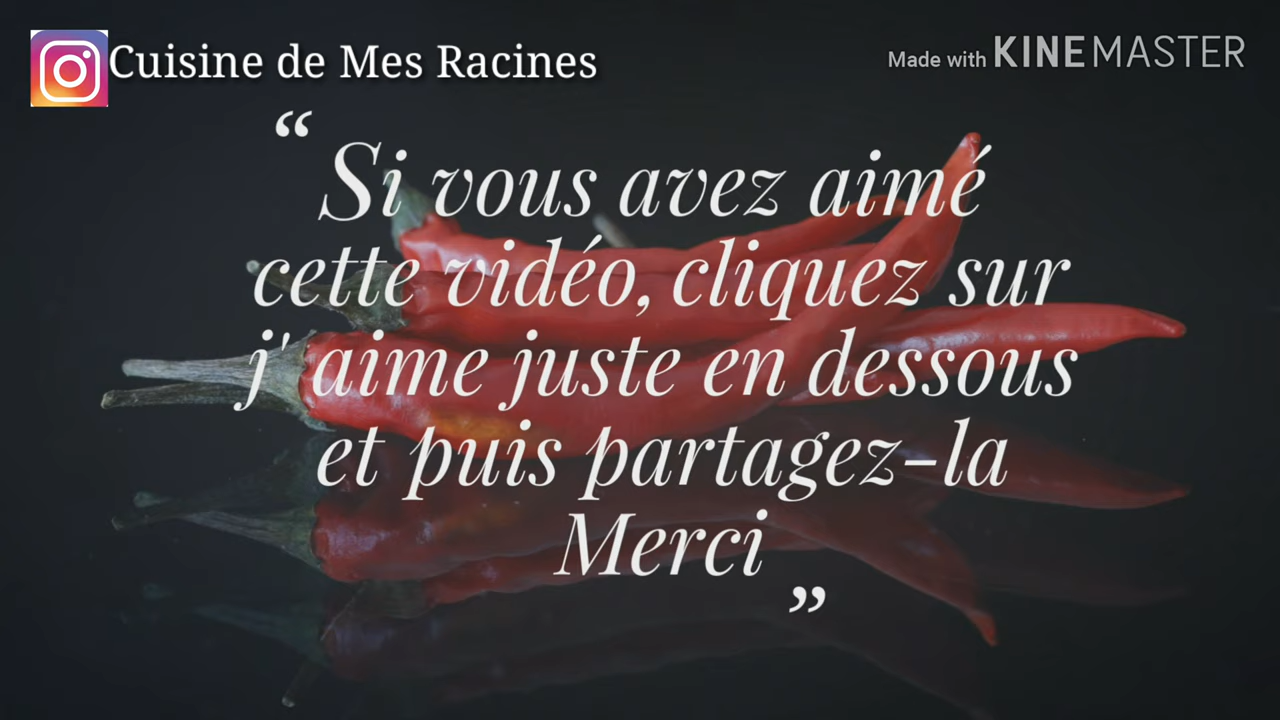 Cuisine de Mes Racines
Made with KINEMASTER
“ Si vous avez aimé
cette vidéo, cliquez sur
j' aime juste en dessous
et puis partagez-la
Merci ”